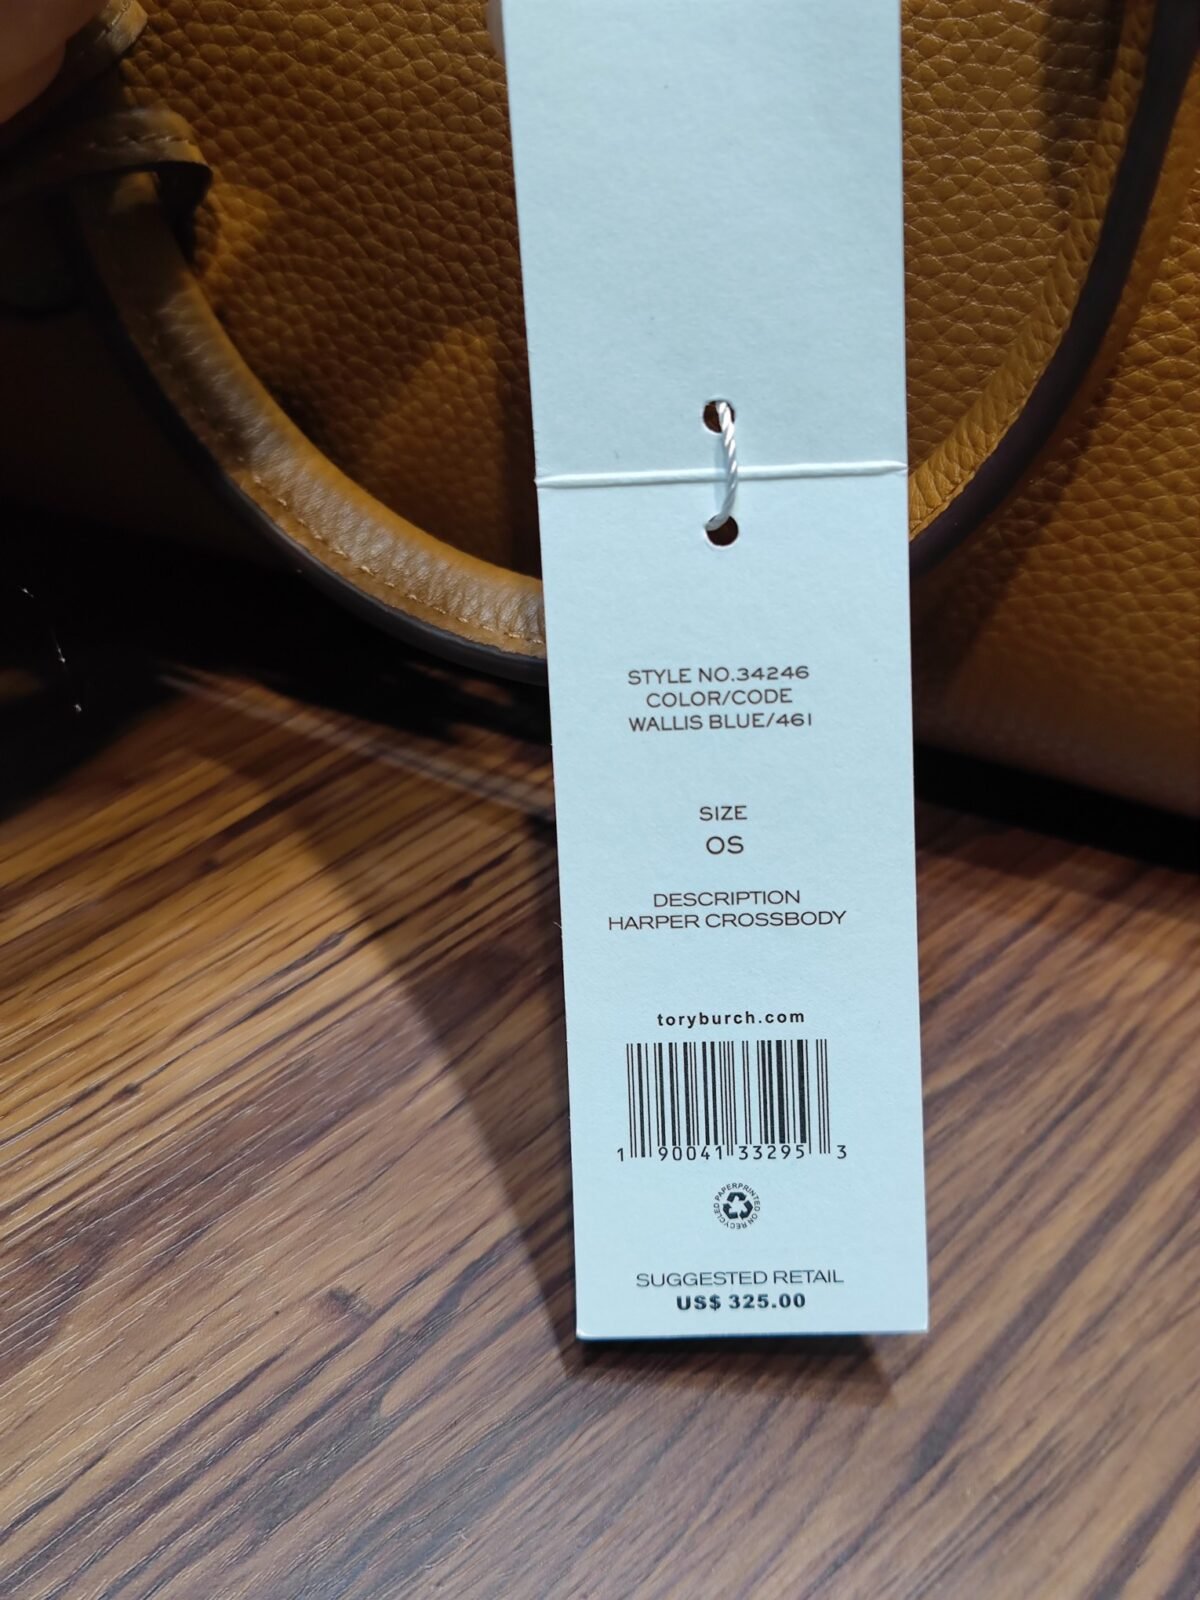 STYLE NO.34246
COLOR/CODE
WALLIS BLUE/461
SIZE
OS
DESCRIPTION
HARPER CROSSBODY
toryburch.com
1 90041 33295 3
PRINTED ON RECYCLED PAPER
SUGGESTED RETAIL
US$ 325.00